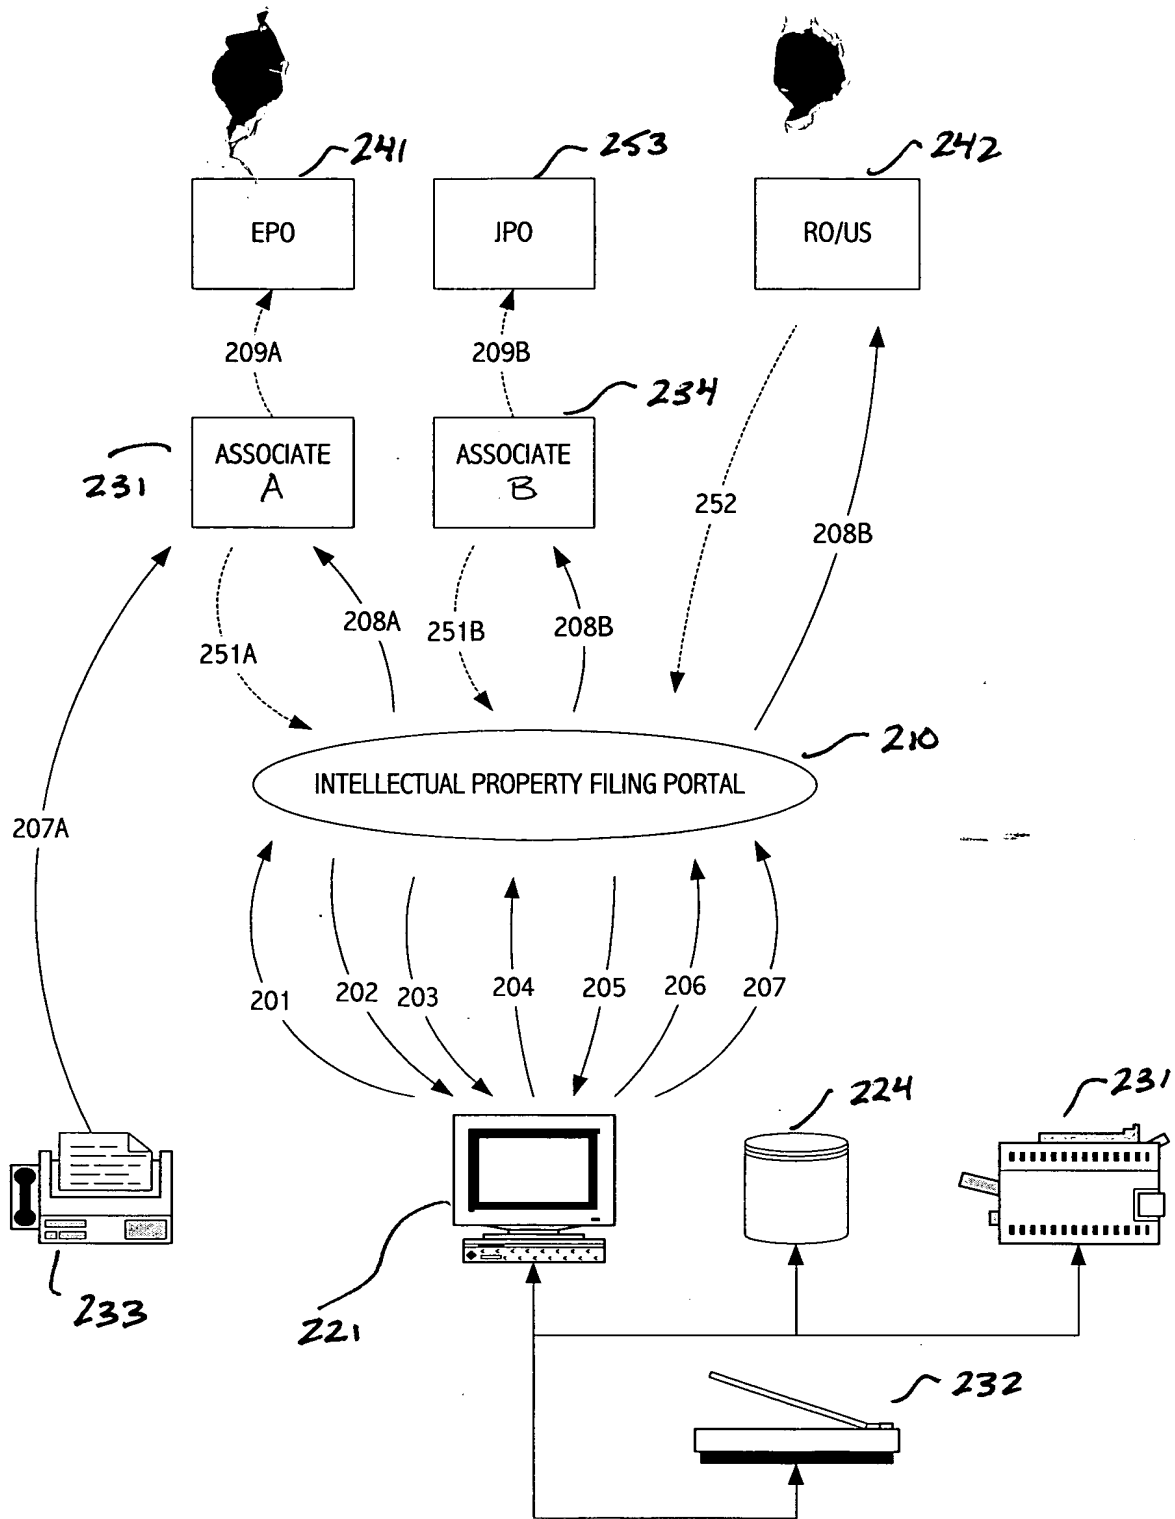 241
253
242
EPO
JPO
RO/US
209A
209B
234
ASSOCIATE
A
ASSOCIATE
B
231
252
208B
208A
251B
208B
251A
210
INTELLECTUAL PROPERTY FILING PORTAL
207A
201
202
203
204
205
206
207
224
231
233
221
232